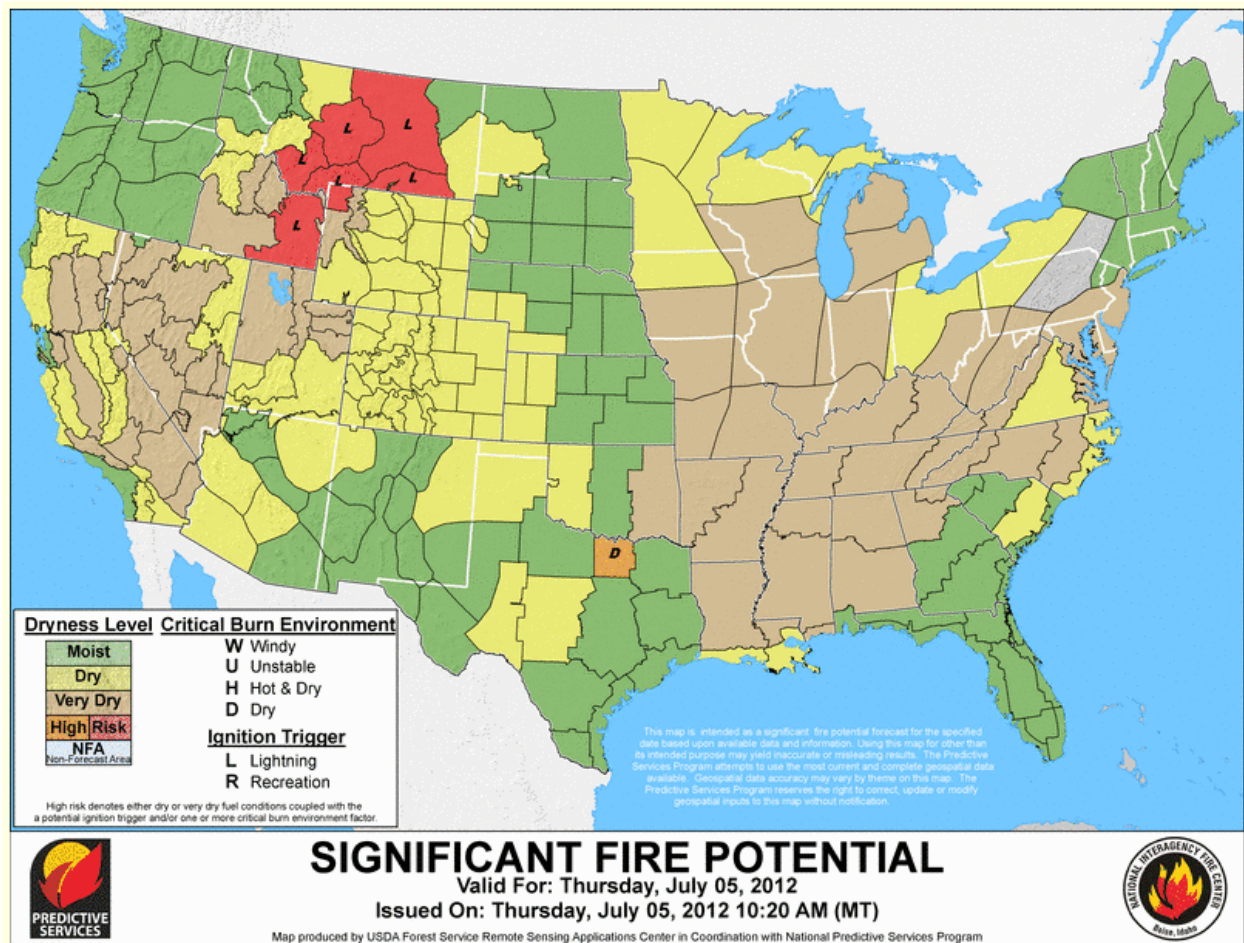 L
L
L
L
L
L
D
Dryness Level
Moist
Dry
Very Dry
High Risk
NFA
Non-Forecast Area
Critical Burn Environment
W Windy
U Unstable
H Hot & Dry
D Dry
Ignition Trigger
L Lightning
R Recreation
High risk denotes either dry or very dry fuel conditions coupled with the
a potential ignition trigger and/or one or more critical burn environment factor.
This map is intended as a significant fire potential forecast for the specified
date based upon available data and information. Using this map for other than
its intended purpose may yield inaccurate or misleading results. The Predictive
Services Program attempts to use the most current and complete geospatial data
available. Geospatial data accuracy may vary by theme on this map. The
Predictive Services Program reserves the right to correct, update or modify
geospatial inputs to this map without notification.
PREDICTIVE
SERVICES
SIGNIFICANT FIRE POTENTIAL
Valid For: Thursday, July 05, 2012
Issued On: Thursday, July 05, 2012 10:20 AM (MT)
Map produced by USDA Forest Service Remote Sensing Applications Center in Coordination with National Predictive Services Program
NATIONAL INTERAGENCY FIRE CENTER
Boise, Idaho